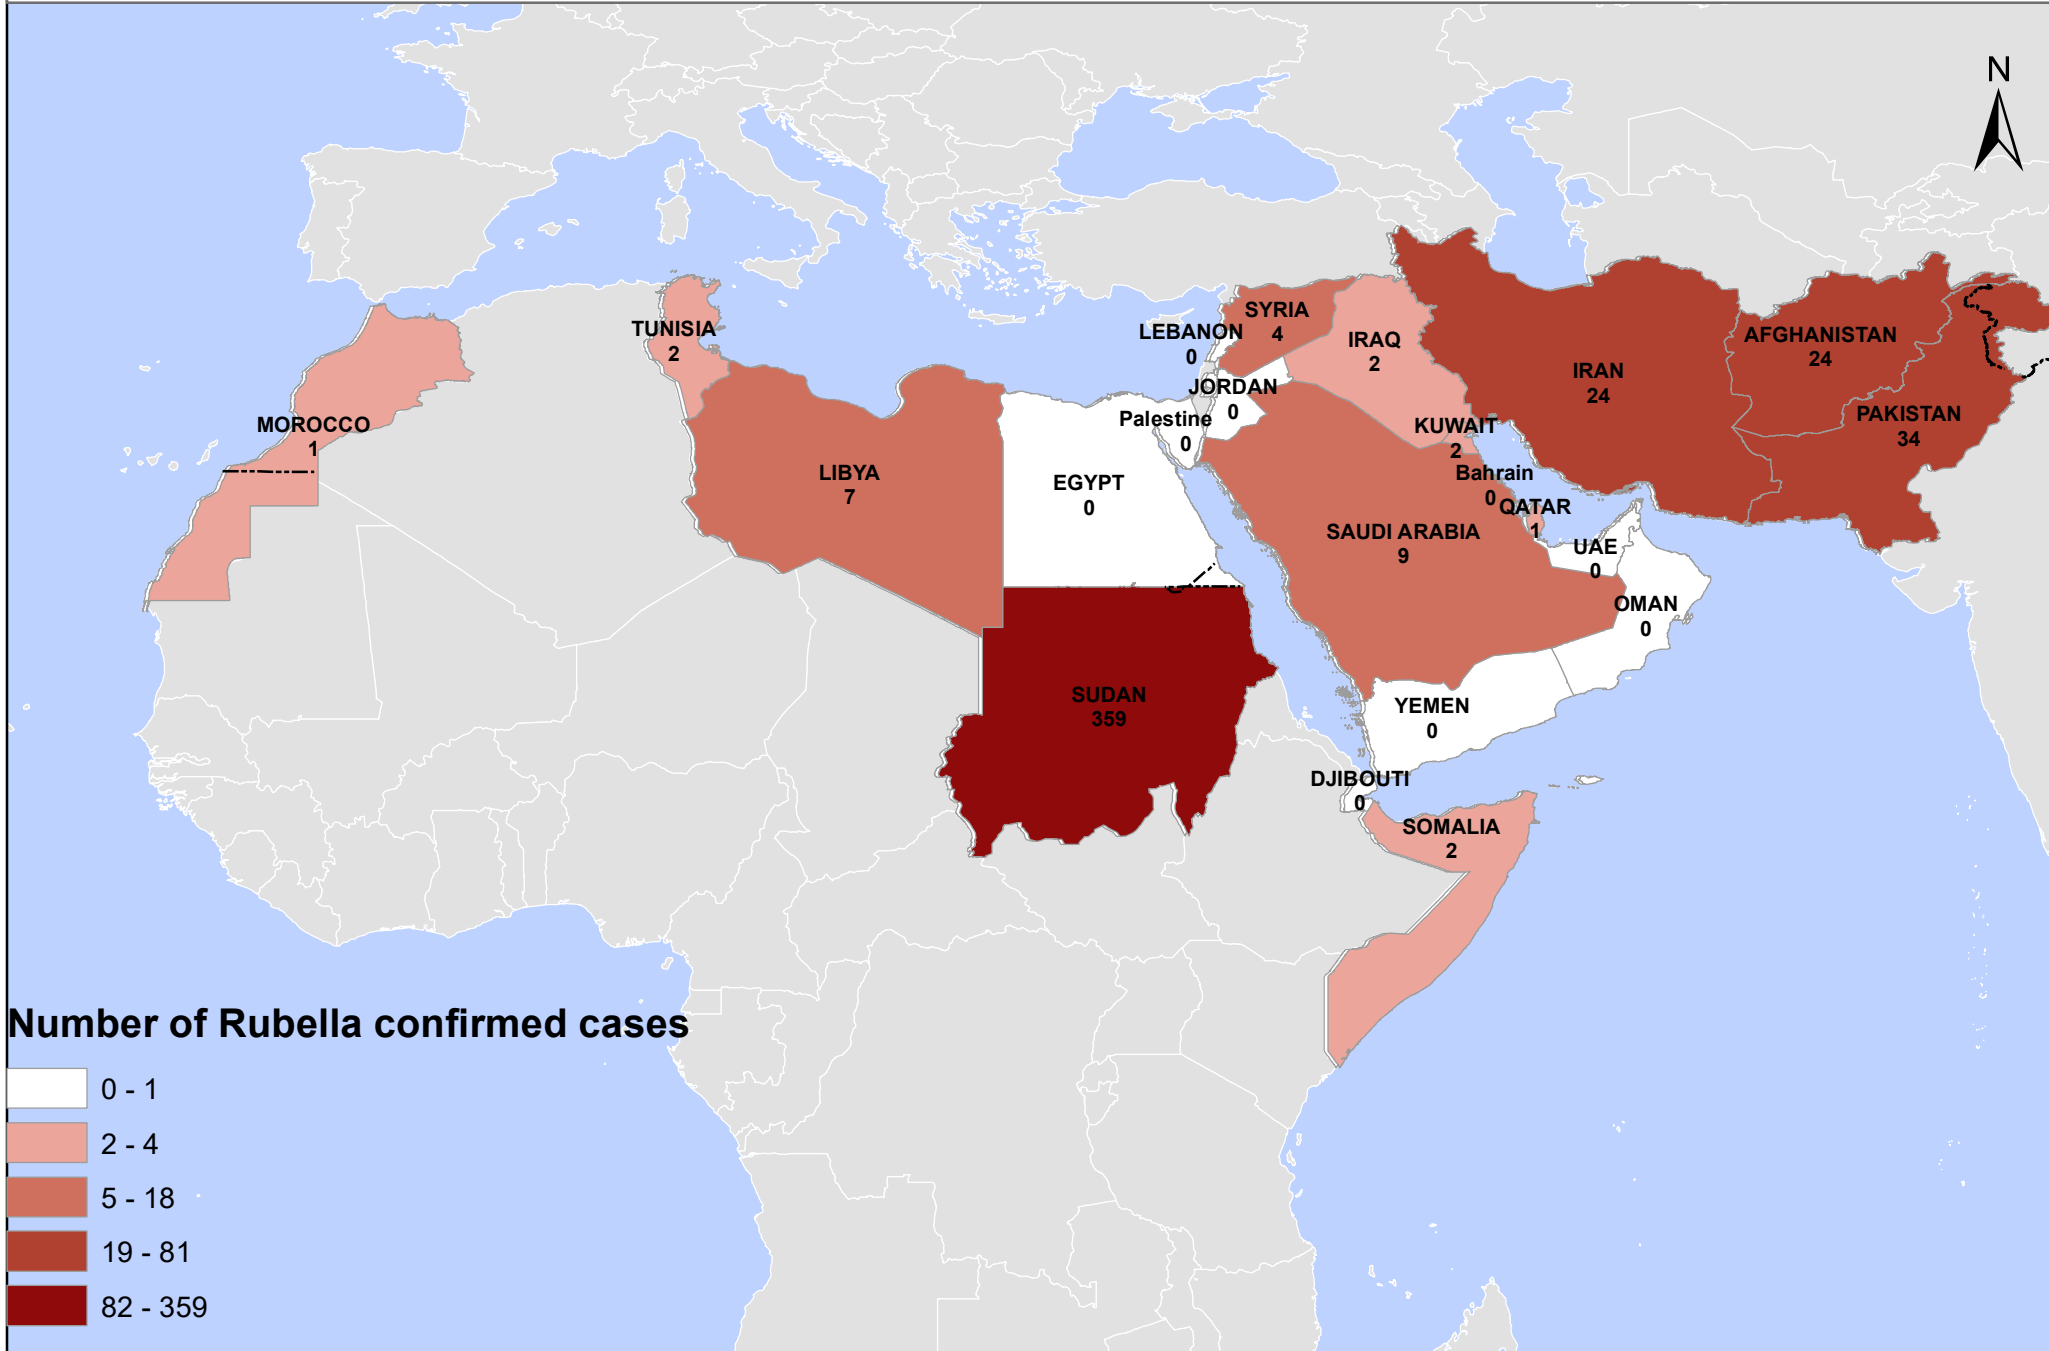 N
SYRIA
4
TUNISIA
2
LEBANON
0
IRAQ
2
AFGHANISTAN
24
IRAN
24
JORDAN
0
PAKISTAN
34
MOROCCO
1
Palestine
0
KUWAIT
2
LIBYA
7
EGYPT
0
Bahrain
0
QATAR
1
SAUDI ARABIA
9
UAE
0
OMAN
0
SUDAN
359
YEMEN
0
DJIBOUTI
0
SOMALIA
2
Number of Rubella confirmed cases
0 - 1
2 - 4
5 - 18
19 - 81
82 - 359